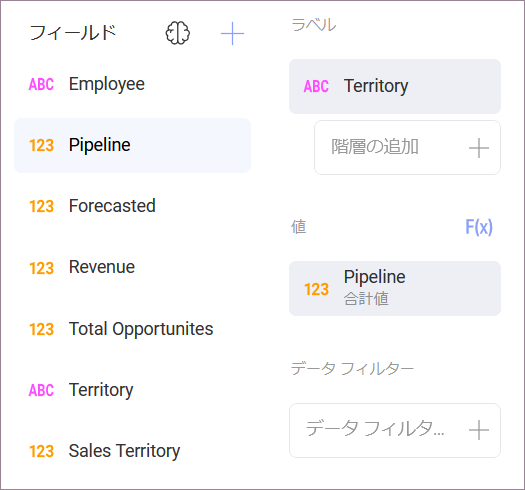 フィールド
ABC Employee
123 Pipeline
123 Forecasted
123 Revenue
123 Total Opportunites
ABC Territory
123 Sales Territory
ラベル
ABC Territory
階層の追加
値 F(x)
123 Pipeline
合計値
データ フィルター
データ フィルタ...